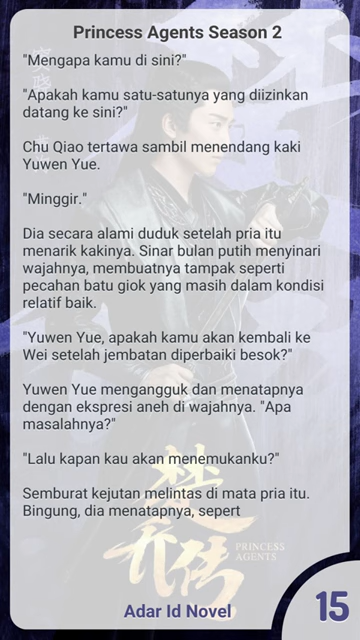 Princess Agents Season 2
"Mengapa kamu di sini?"
"Apakah kamu satu-satunya yang diizinkan
datang ke sini?"
Chu Qiao tertawa sambil menendang kaki
Yuwen Yue.
"Minggir."
Dia secara alami duduk setelah pria itu
menarik kakinya. Sinar bulan putih menyinari
wajahnya, membuatnya tampak seperti
pecahan batu giok yang masih dalam kondisi
relatif baik.
"Yuwen Yue, apakah kamu akan kembali ke
Wei setelah jembatan diperbaiki besok?"
Yuwen Yue mengangguk dan menatapnya
dengan ekspresi aneh di wajahnya. "Apa
masalahnya?"
"Lalu kapan kau akan menemukanku?"
Semburat kejutan melintas di mata pria itu.
Bingung, dia menatapnya, sepert
楚乔传
PRINCESS
AGENTS
Adar Id Novel
15